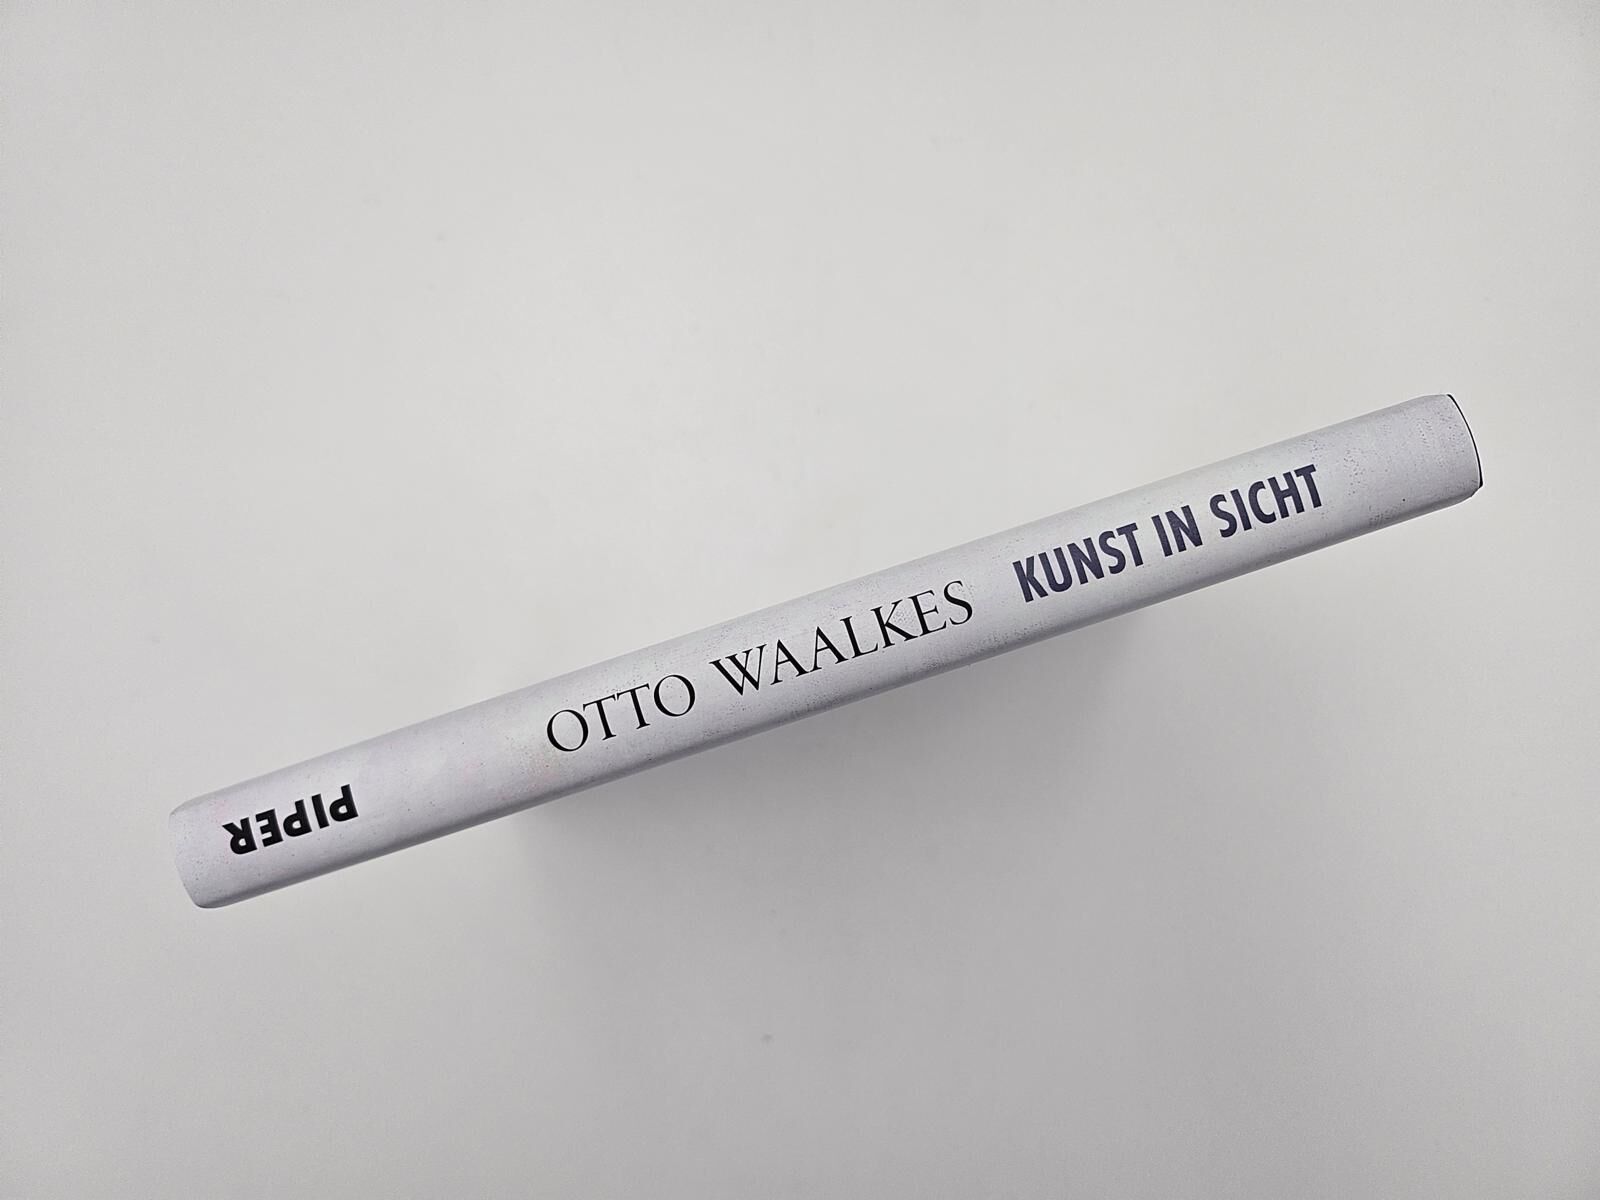 OTTO WAALKES KUNST IN SICHT
PIPER